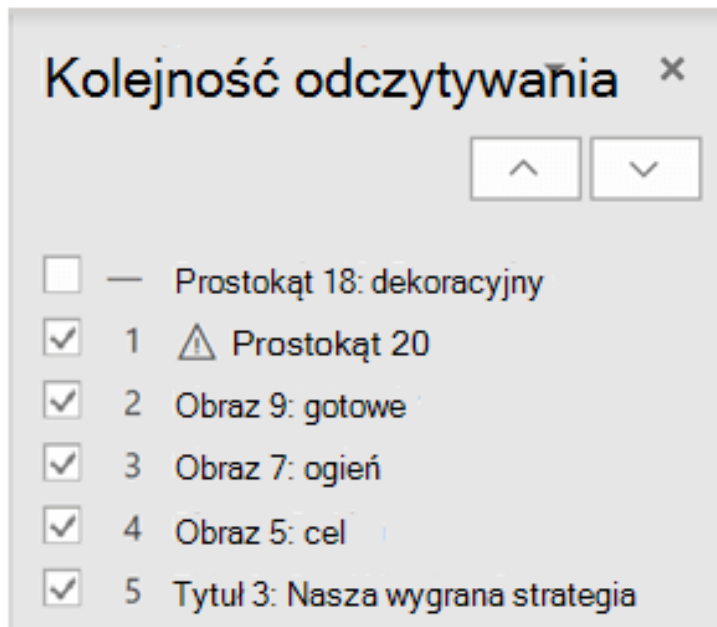 Kolejność odczytywania
— Prostokąt 18: dekoracyjny
1 Prostokąt 20
2 Obraz 9: gotowe
3 Obraz 7: ogień
4 Obraz 5: cel
5 Tytuł 3: Nasza wygrana strategia